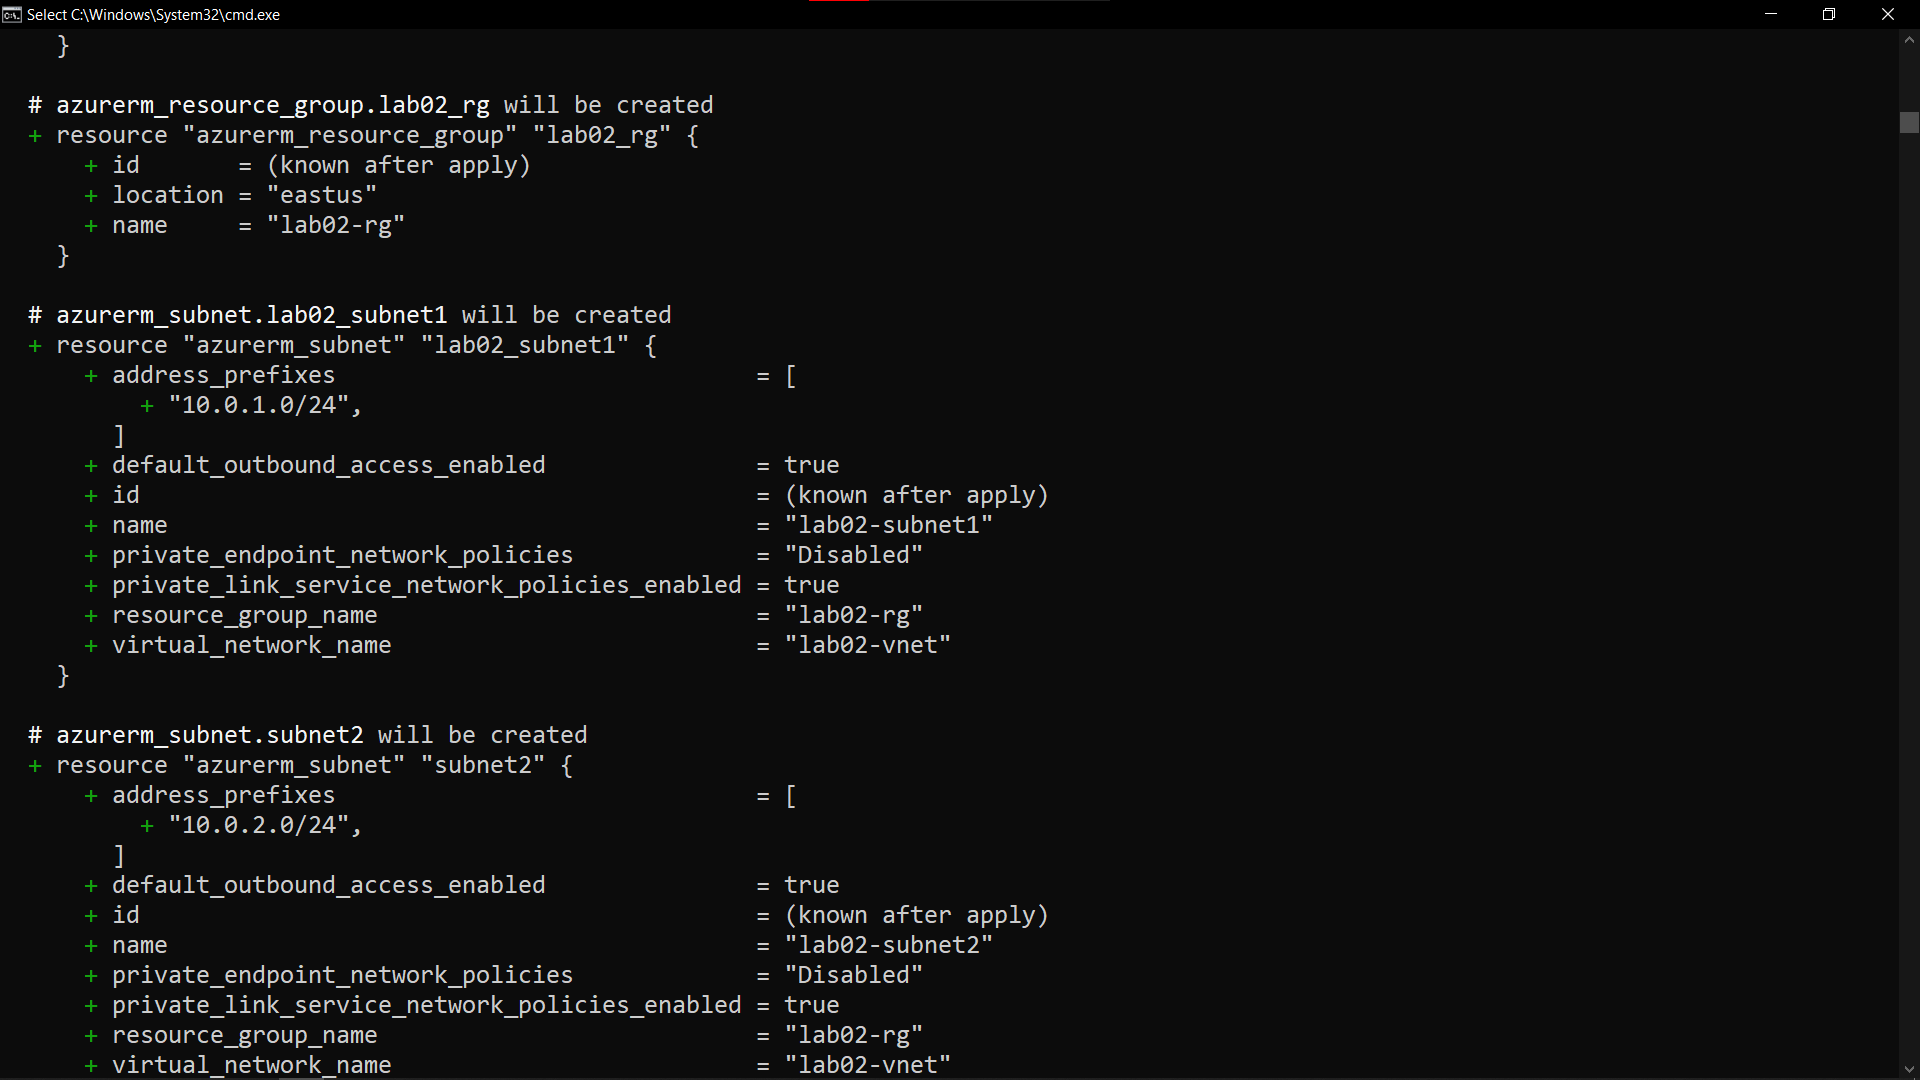 Select C:\Windows\System32\cmd.exe
    }

  # azurerm_resource_group.lab02_rg will be created
  + resource "azurerm_resource_group" "lab02_rg" {
      + id       = (known after apply)
      + location = "eastus"
      + name     = "lab02-rg"
    }

  # azurerm_subnet.lab02_subnet1 will be created
  + resource "azurerm_subnet" "lab02_subnet1" {
      + address_prefixes                              = [
          + "10.0.1.0/24",
        ]
      + default_outbound_access_enabled               = true
      + id                                            = (known after apply)
      + name                                          = "lab02-subnet1"
      + private_endpoint_network_policies             = "Disabled"
      + private_link_service_network_policies_enabled = true
      + resource_group_name                           = "lab02-rg"
      + virtual_network_name                          = "lab02-vnet"
    }

  # azurerm_subnet.subnet2 will be created
  + resource "azurerm_subnet" "subnet2" {
      + address_prefixes                              = [
          + "10.0.2.0/24",
        ]
      + default_outbound_access_enabled               = true
      + id                                            = (known after apply)
      + name                                          = "lab02-subnet2"
      + private_endpoint_network_policies             = "Disabled"
      + private_link_service_network_policies_enabled = true
      + resource_group_name                           = "lab02-rg"
      + virtual_network_name                          = "lab02-vnet"